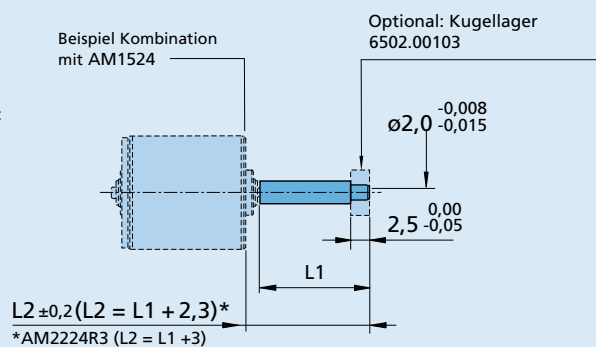 Optional: Kugellager
6502.00103
Beispiel Kombination
mit AM1524
ø2,0 -0,008
-0,015
2,5 0,00
-0,05
L1
L2 ±0,2 (L2 = L1 + 2,3)*
*AM2224R3 (L2 = L1 +3)